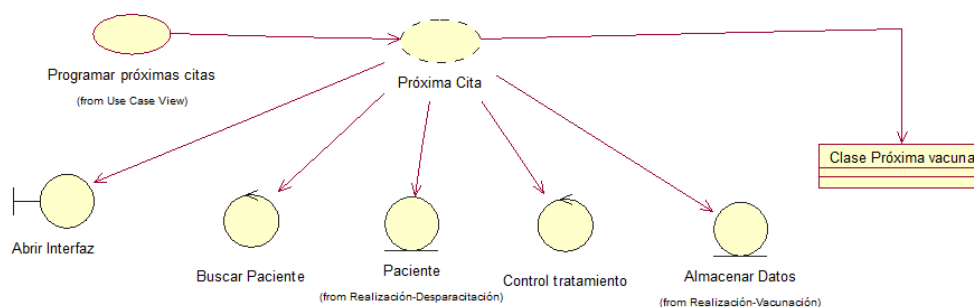 Programar próximas citas
(from Use Case View)
Próxima Cita
Clase Próxima vacuna
Abrir Interfaz
Buscar Paciente
Paciente
(from Realización-Desparacitación)
Control tratamiento
Almacenar Datos
(from Realización-Vacunación)